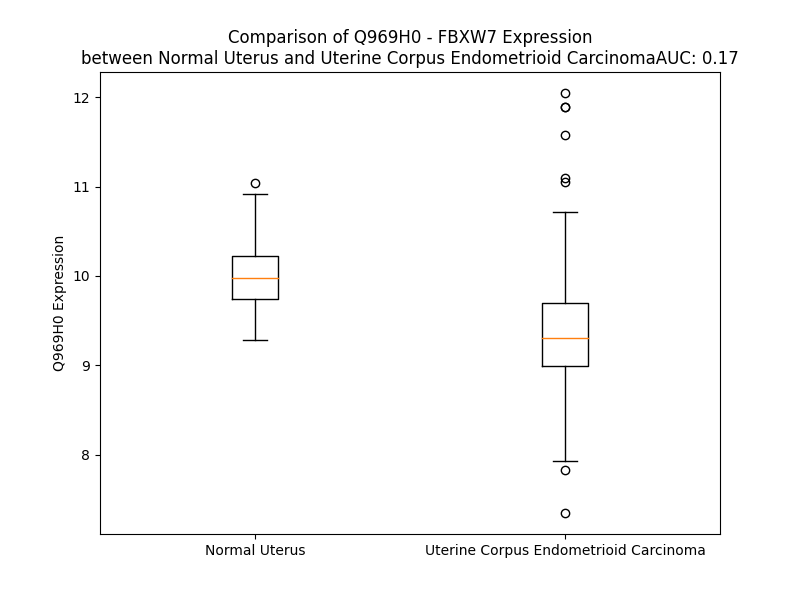 Comparison of Q969H0 - FBXW7 Expression
between Normal Uterus and Uterine Corpus Endometrioid CarcinomaAUC: 0.17
12
11
10
9
8
Q969H0 Expression
Normal Uterus
Uterine Corpus Endometrioid Carcinoma